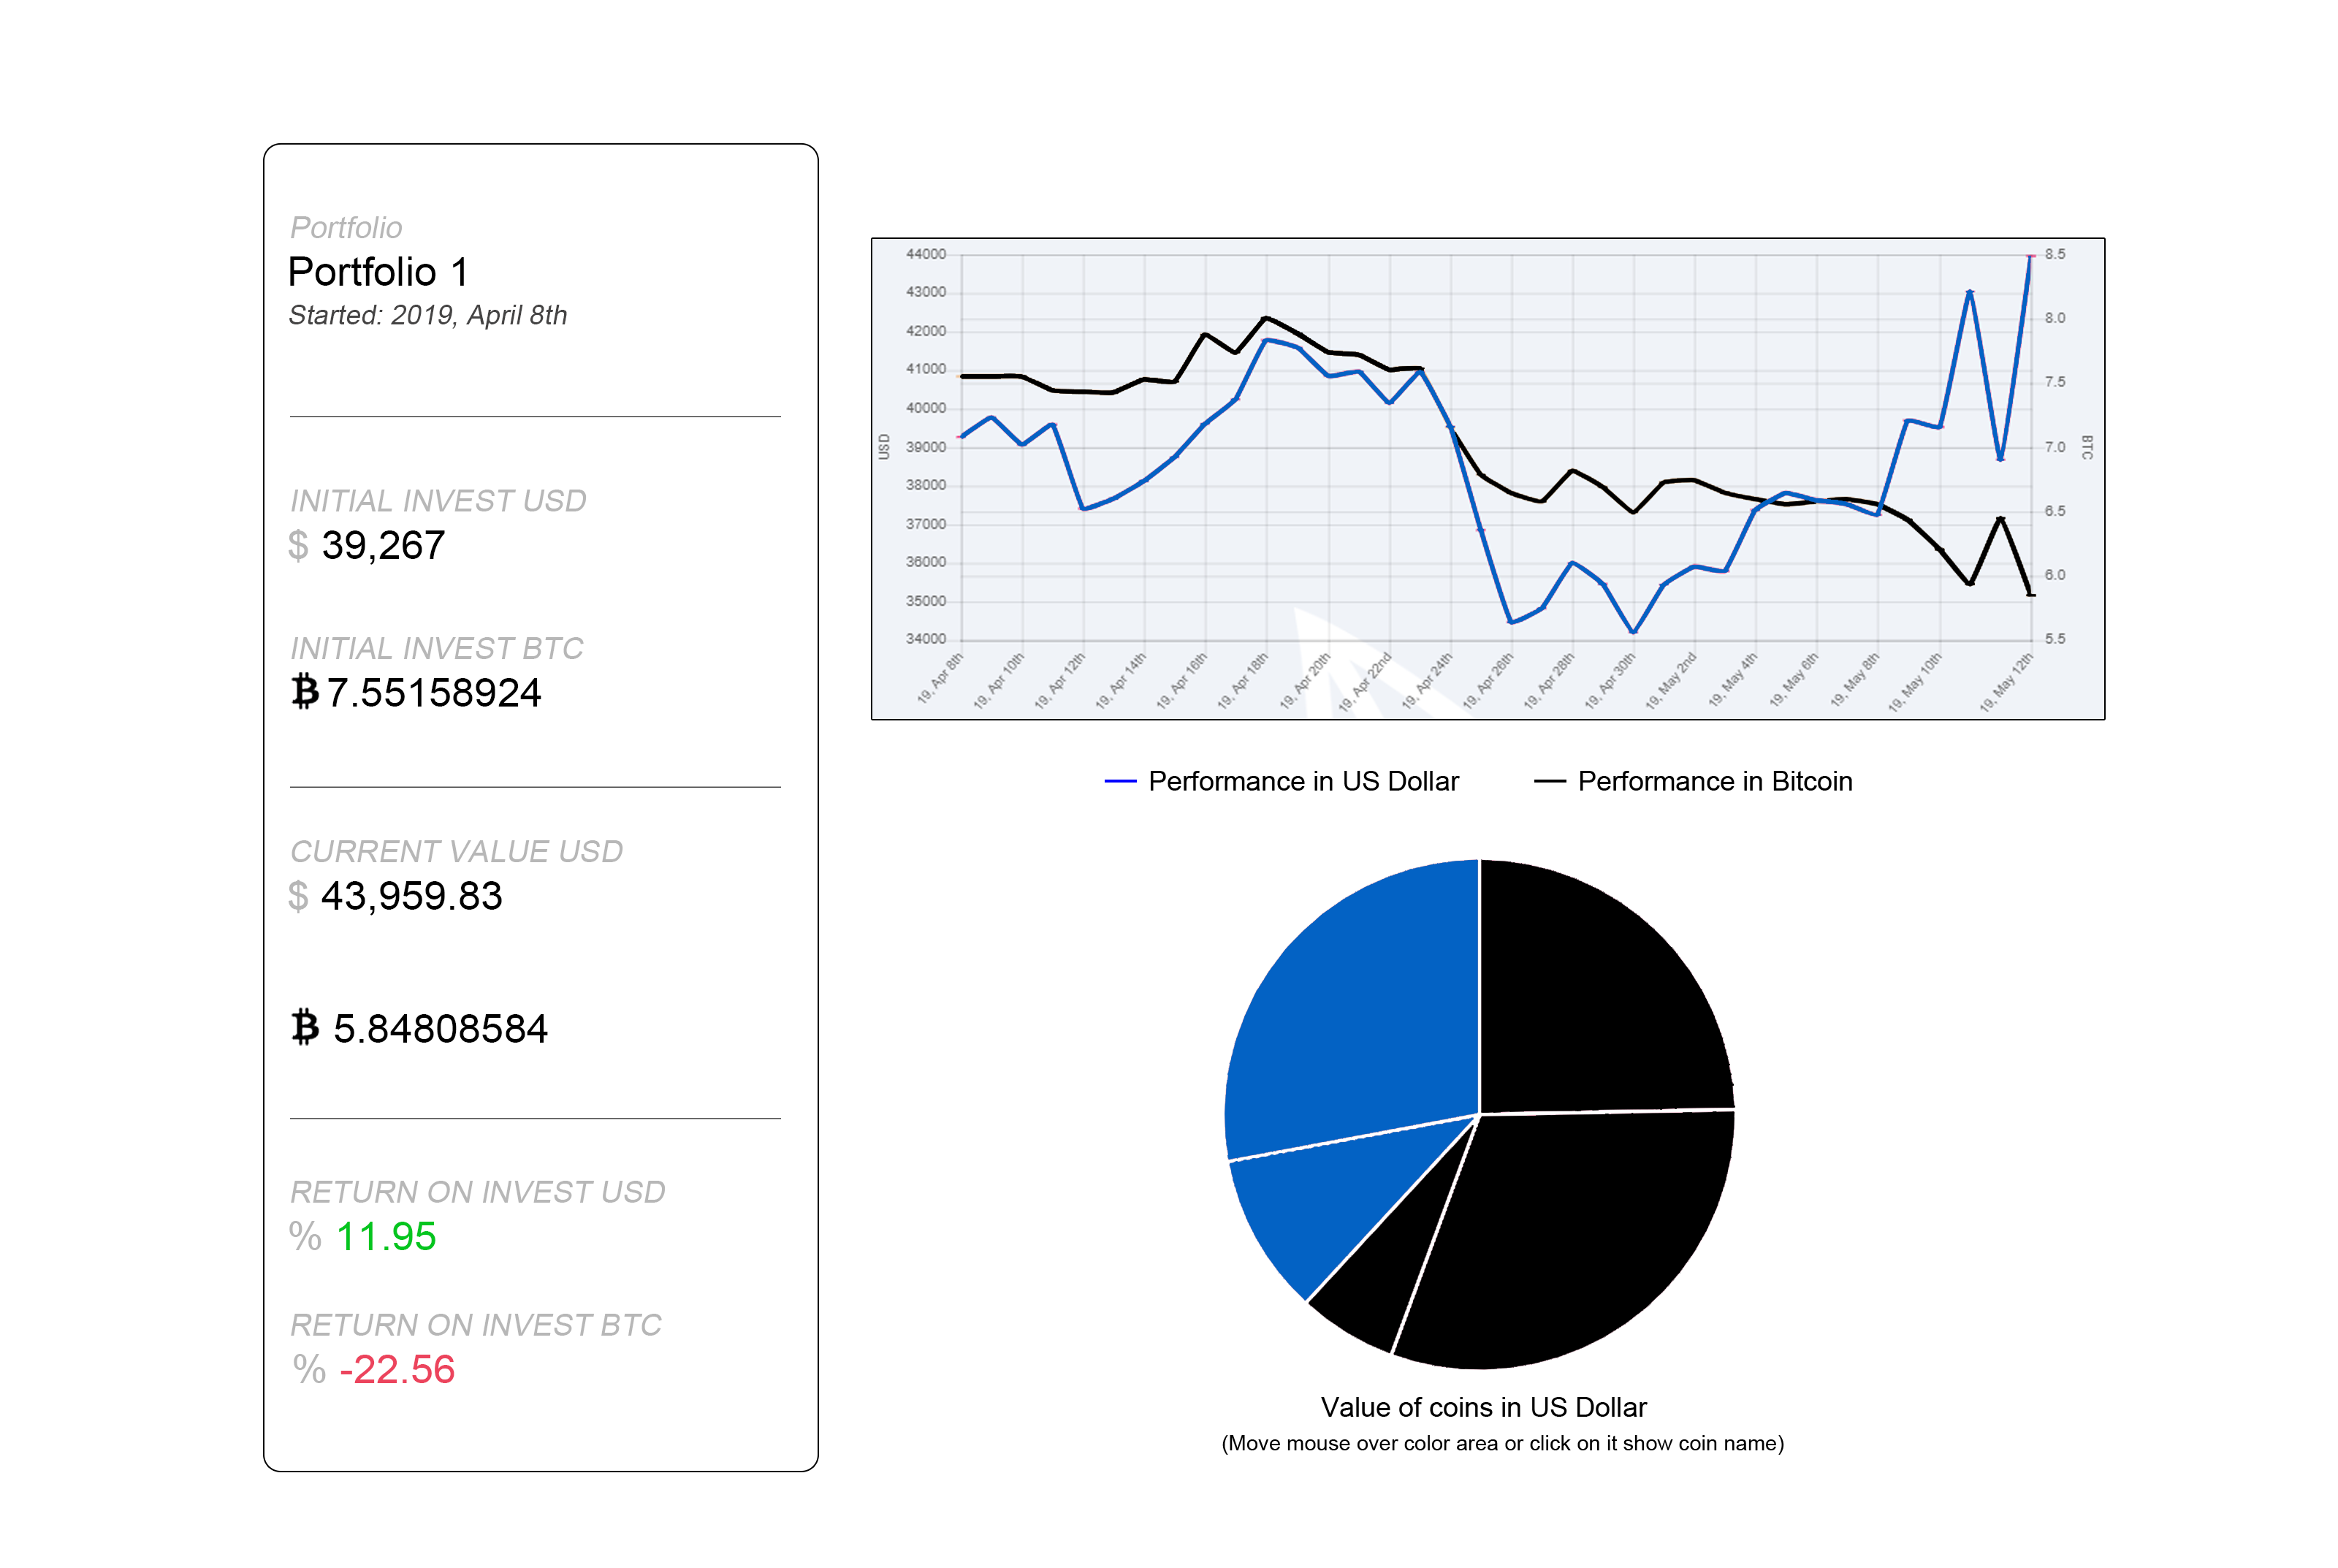 Portfolio
Portfolio 1
Started: 2019, April 8th
INITIAL INVEST USD
$ 39,267
INITIAL INVEST BTC
₿ 7.55158924
CURRENT VALUE USD
$ 43,959.83
₿ 5.84808584
RETURN ON INVEST USD
% 11.95
RETURN ON INVEST BTC
% -22.56
44000
43000
42000
41000
40000
39000
38000
37000
36000
35000
34000
USD
8.5
8.0
7.5
7.0
6.5
6.0
5.5
BTC
19, Apr 8th
19, Apr 10th
19, Apr 12th
19, Apr 14th
19, Apr 16th
19, Apr 18th
19, Apr 20th
19, Apr 22nd
19, Apr 24th
19, Apr 26th
19, Apr 28th
19, Apr 30th
19, May 2nd
19, May 4th
19, May 6th
19, May 8th
19, May 10th
19, May 12th
Performance in US Dollar
Performance in Bitcoin
Value of coins in US Dollar
(Move mouse over color area or click on it show coin name)